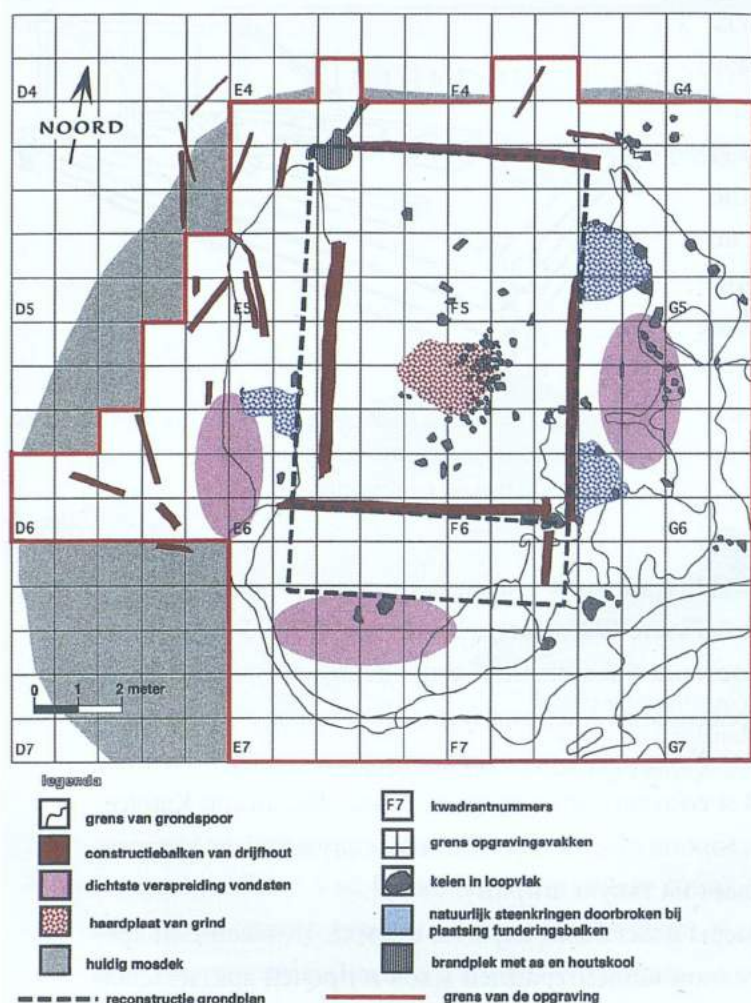 D4
E4
E4
G4
NOORD
D5
E5
F5
G5
D6
E6
F6
G6
0 1 2 meter
D7
E7
F7
G7
legenda
grens van grondspoor
constructiebalken van drijfhout
dichtste verspreiding vondsten
haardplaat van grind
huidig mosdek
reconstructie grondplan
F7 kwadrantnummers
grens opgravingsvakken
keien in loopvlak
natuurlijk steenkringen doorbroken bij
plaatsing funderingsbalken
brandplek met as en houtskool
grens van de opgraving